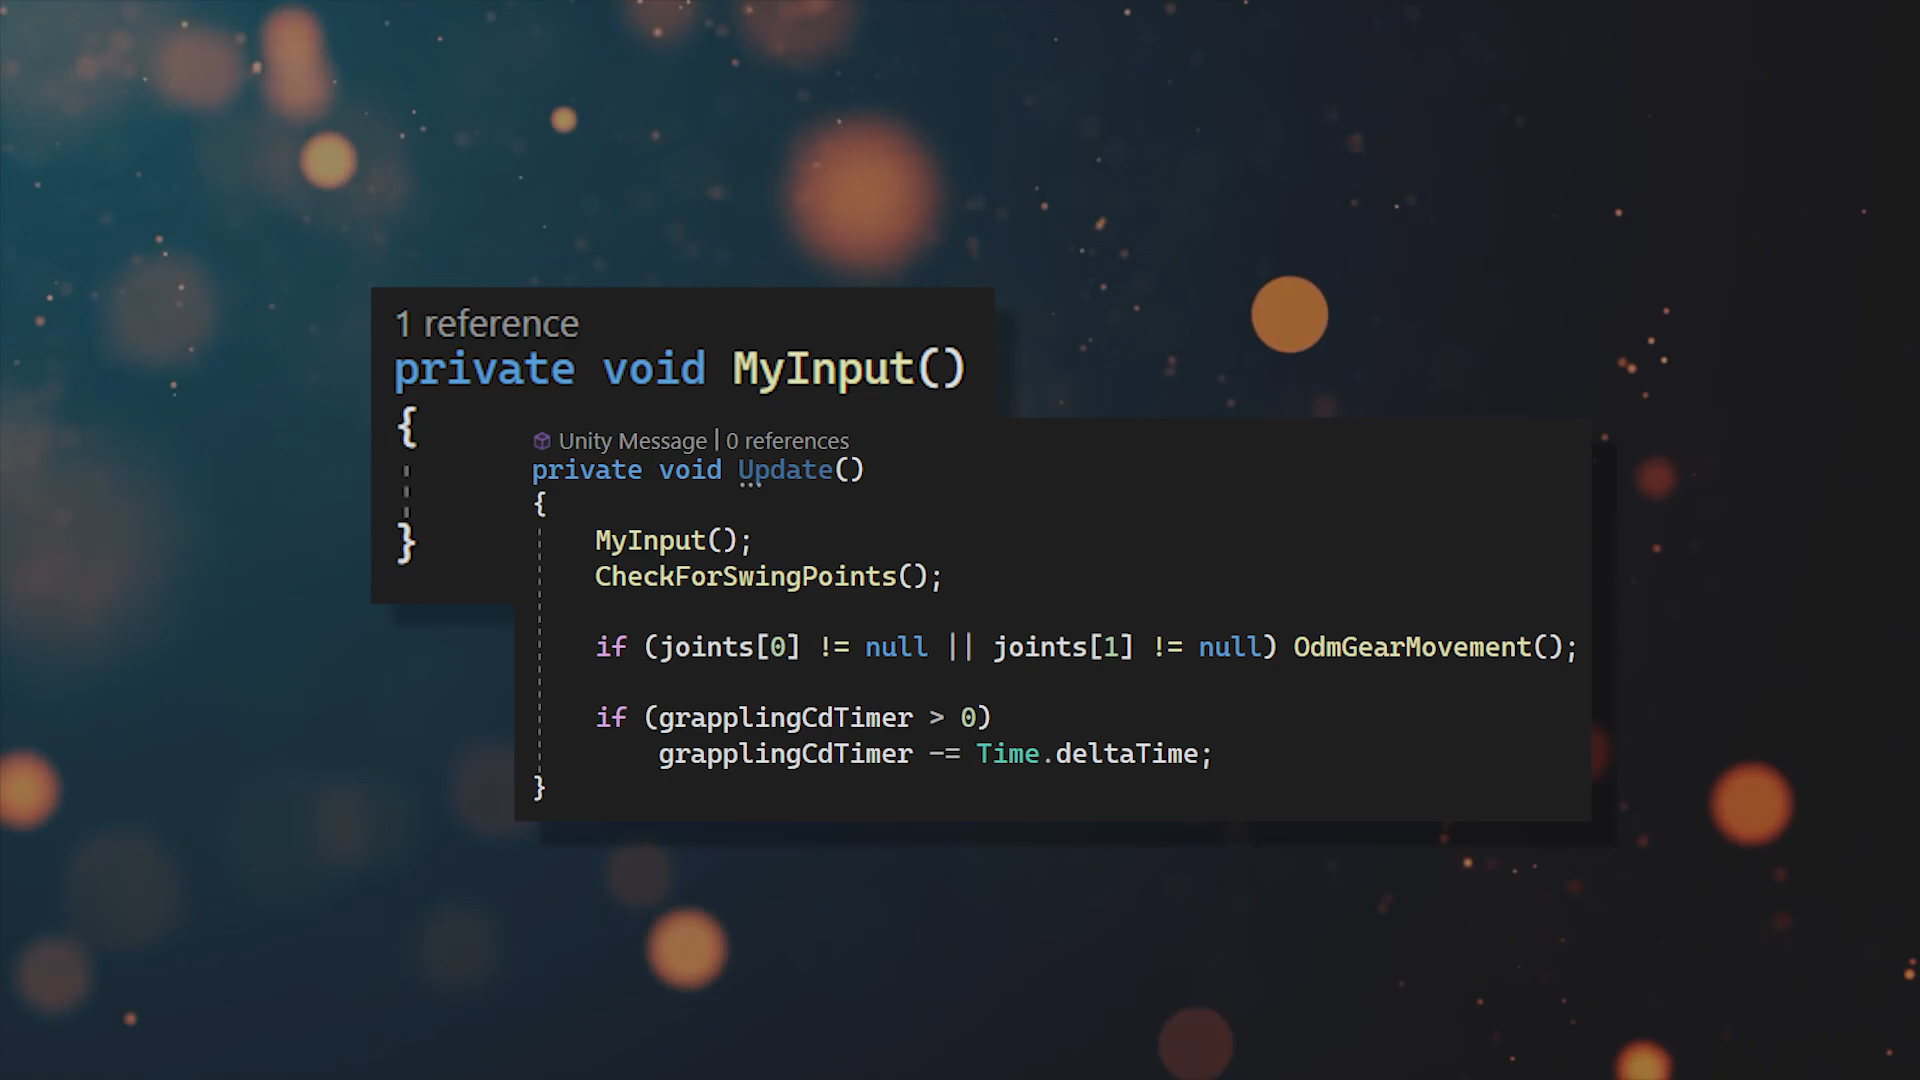 1 reference
private void MyInput()
{
}
Unity Message | 0 references
private void Update()
{
MyInput();
CheckForSwingPoints();
if (joints[0] != null || joints[1] != null) OdmGearMovement();
if (grapplingCdTimer > 0)
grapplingCdTimer -= Time.deltaTime;
}